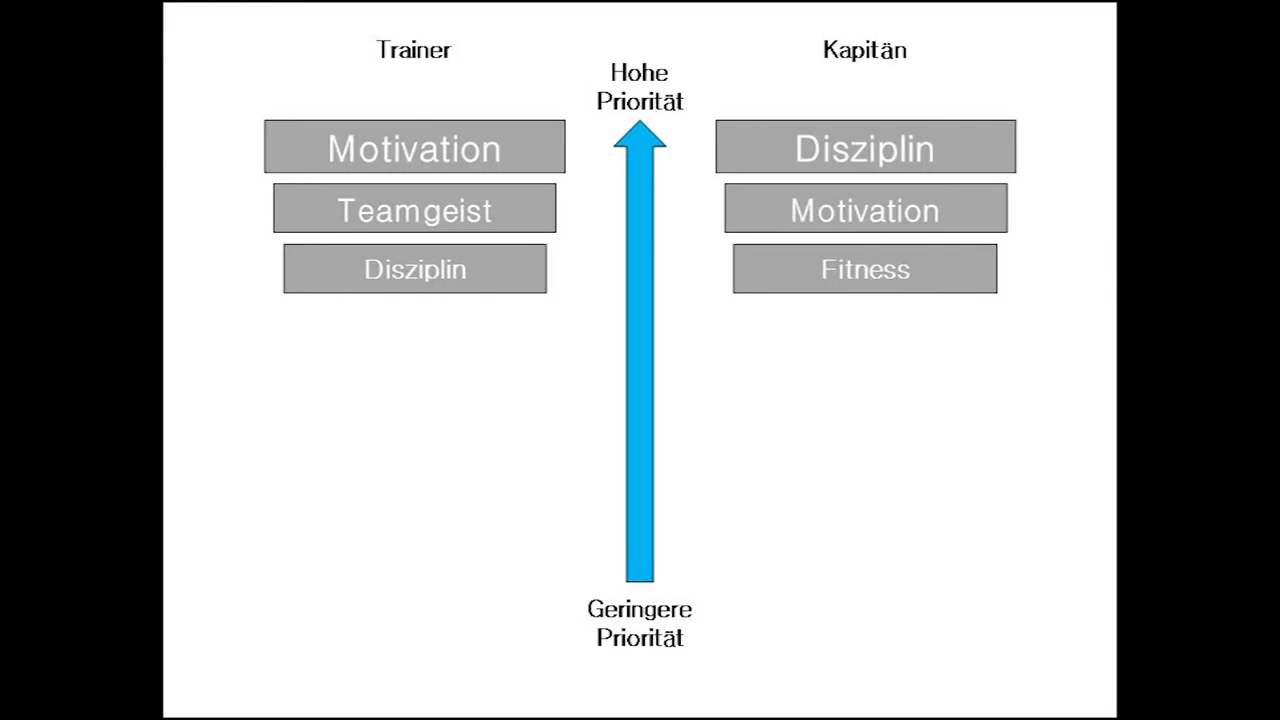 Trainer
Kapitän
Hohe
Priorität
Motivation
Disziplin
Teamgeist
Motivation
Disziplin
Fitness
Geringere
Priorität